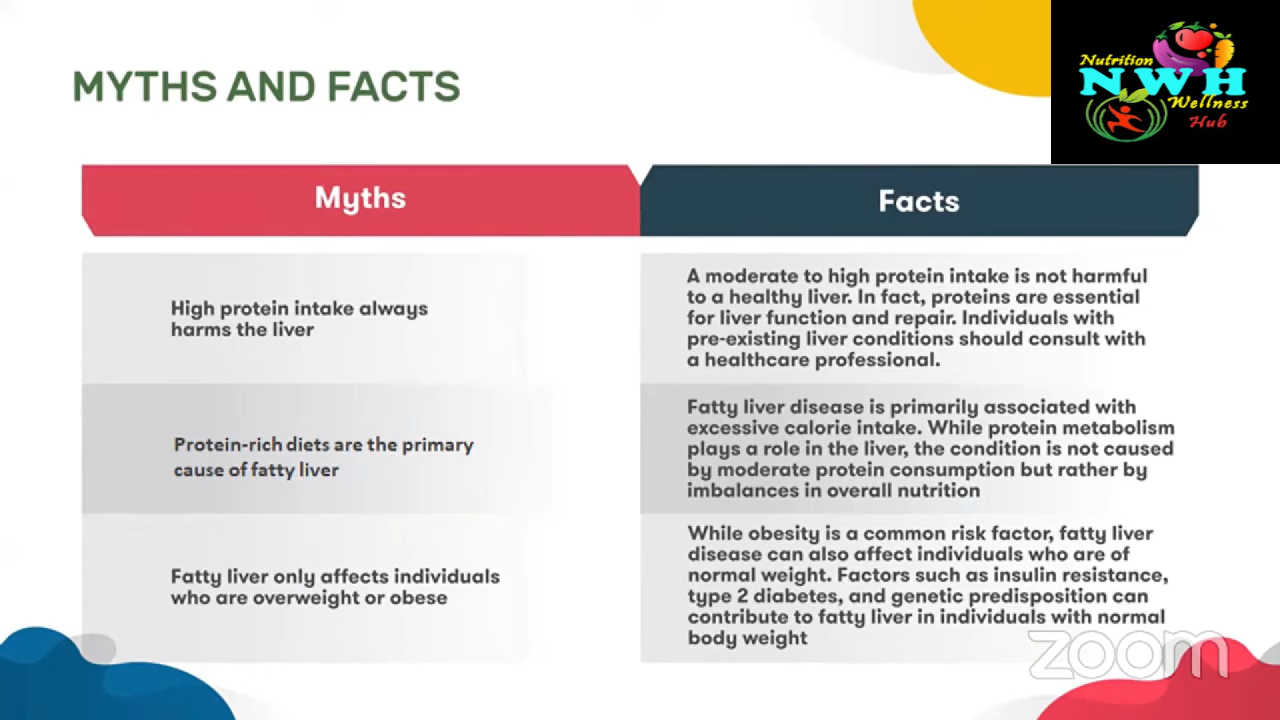 MYTHS AND FACTS
Nutrition
NWH
Wellness
Hub
Myths
Facts
High protein intake always
harms the liver
A moderate to high protein intake is not harmful
to a healthy liver. In fact, proteins are essential
for liver function and repair. Individuals with
pre-existing liver conditions should consult with
a healthcare professional.
Protein-rich diets are the primary
cause of fatty liver
Fatty liver disease is primarily associated with
excessive calorie intake. While protein metabolism
plays a role in the liver, the condition is not caused
by moderate protein consumption but rather by
imbalances in overall nutrition
Fatty liver only affects individuals
who are overweight or obese
While obesity is a common risk factor, fatty liver
disease can also affect individuals who are of
normal weight. Factors such as insulin resistance,
type 2 diabetes, and genetic predisposition can
contribute to fatty liver in individuals with normal
body weight
zoom